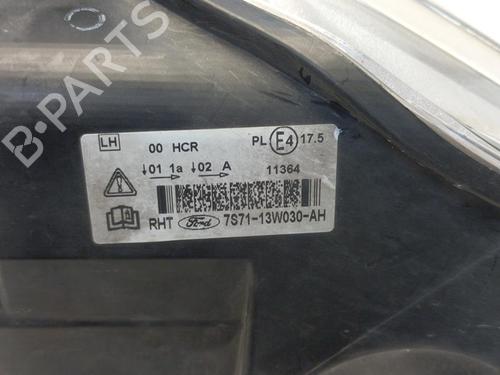 LH
00 HCR
PL E4 17.5
↓01 1a ↓02 A
11364
RHT Ford 7S71-13W030-AH
B-PARTS